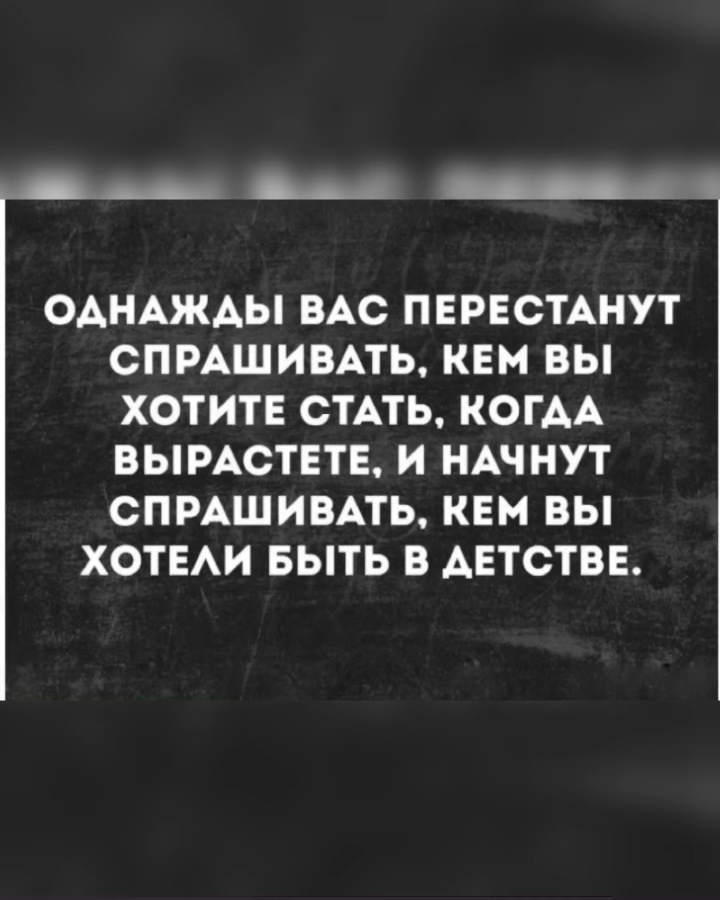 ОДНАЖДЫ ВАС ПЕРЕСТАНУТ
СПРАШИВАТЬ, КЕМ ВЫ
ХОТИТЕ СТАТЬ, КОГДА
ВЫРАСТЕТЕ, И НАЧНУТ
СПРАШИВАТЬ, КЕМ ВЫ
ХОТЕЛИ БЫТЬ В ДЕТСТВЕ.